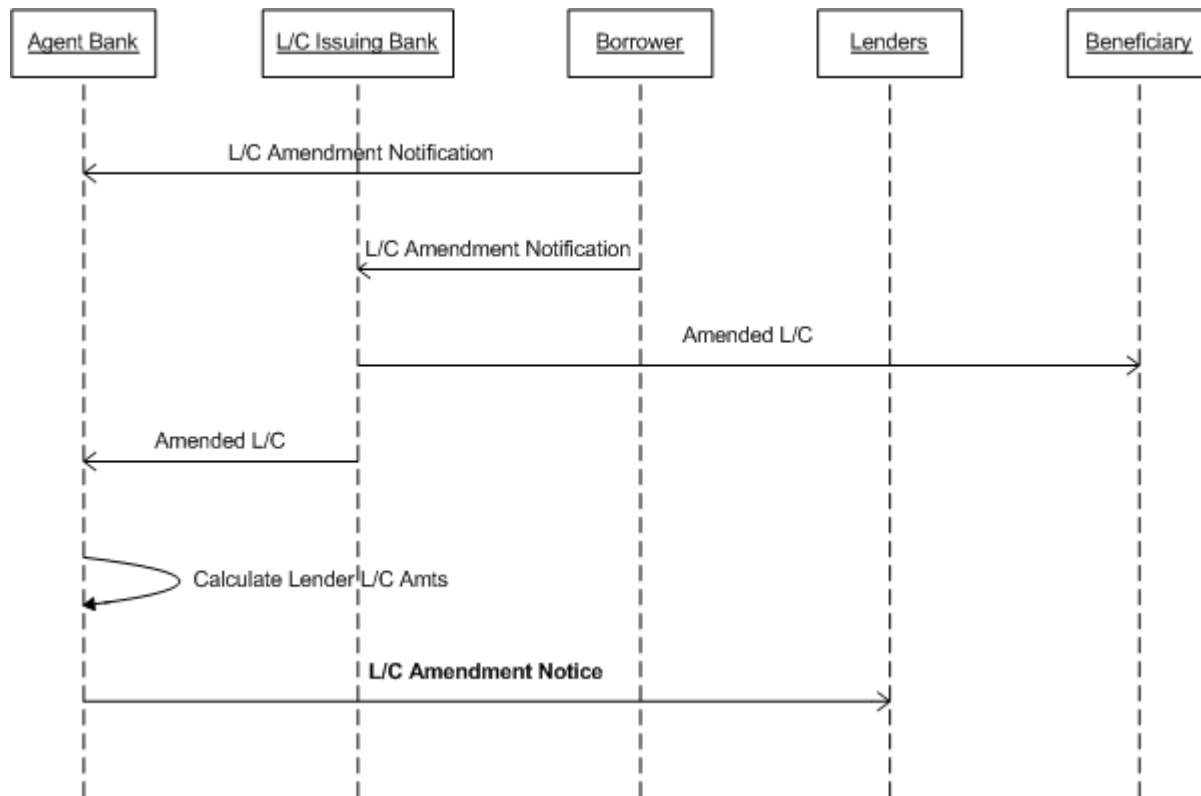 Agent Bank
L/C Issuing Bank
Borrower
Lenders
Beneficiary
L/C Amendment Notification
L/C Amendment Notification
Amended L/C
Amended L/C
Calculate Lender L/C Amts
L/C Amendment Notice